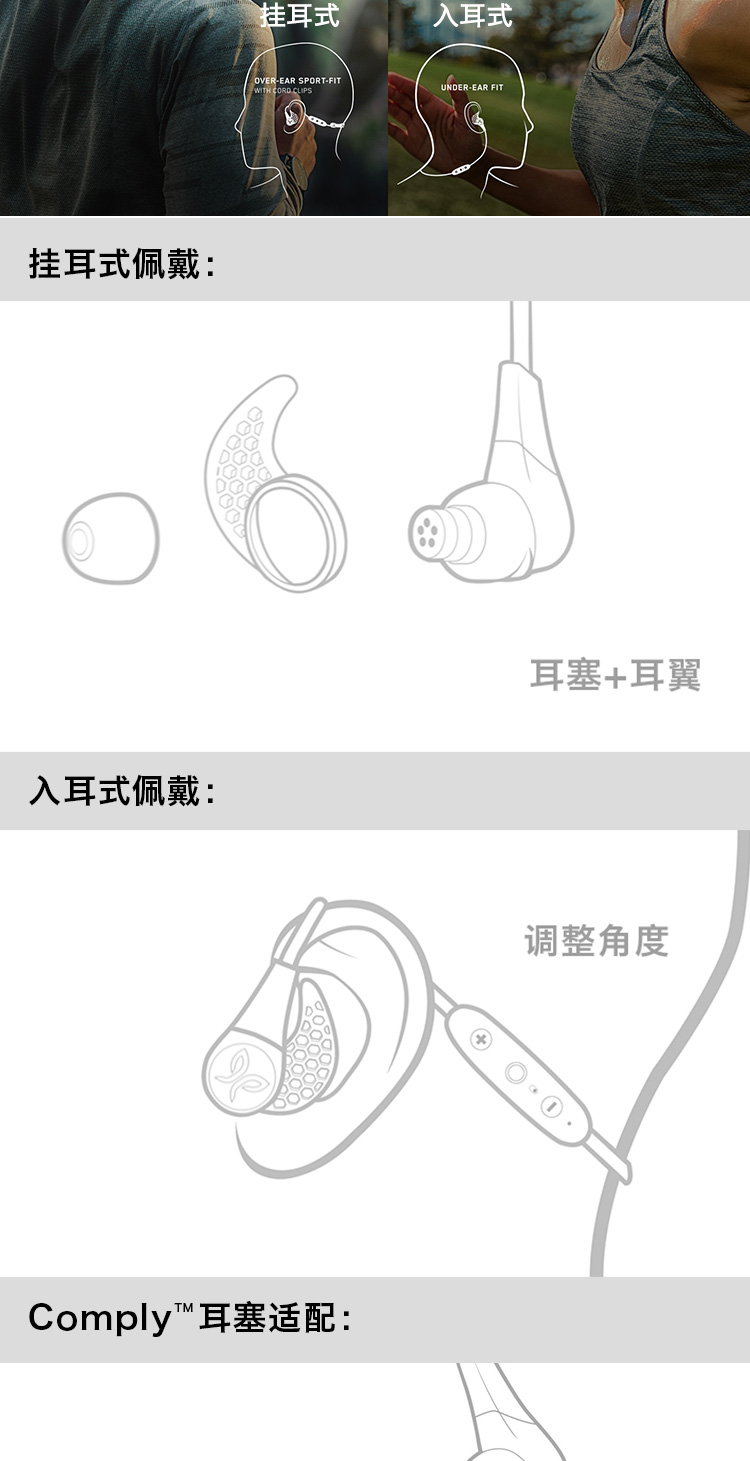 挂耳式
入耳式
OVER-EAR SPORT-FIT
WITH CORD CLIPS
UNDER-EAR FIT
挂耳式佩戴：
耳塞+耳翼
入耳式佩戴：
调整角度
Comply™耳塞适配：